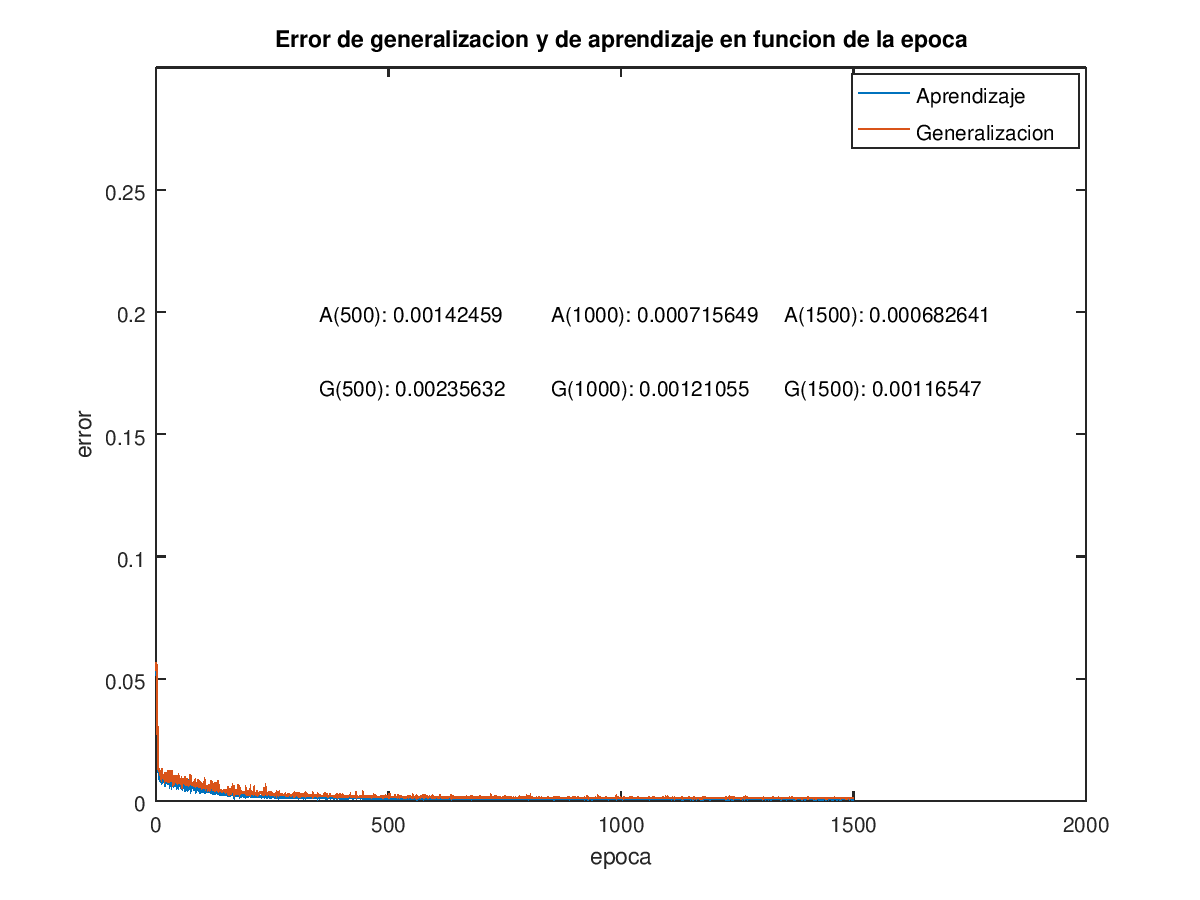 Error de generalizacion y de aprendizaje en funcion de la epoca
Aprendizaje
Generalizacion
0.25
0.2
0.15
0.1
0.05
0
error
A(500): 0.00142459 A(1000): 0.000715649 A(1500): 0.000682641
G(500): 0.00235632 G(1000): 0.00121055 G(1500): 0.00116547
0 500 1000 1500 2000
epoca